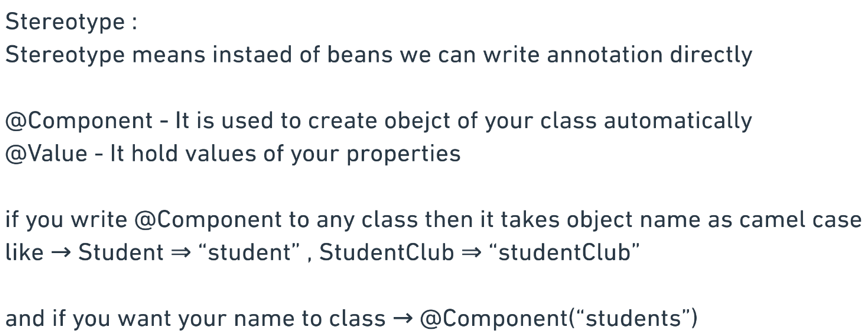 Stereotype :
Stereotype means instaed of beans we can write annotation directly
@Component - It is used to create obejct of your class automatically
@Value - It hold values of your properties
if you write @Component to any class then it takes object name as camel case
like → Student ⇒ “student” , StudentClub ⇒ “studentClub”
and if you want your name to class → @Component(“students”)